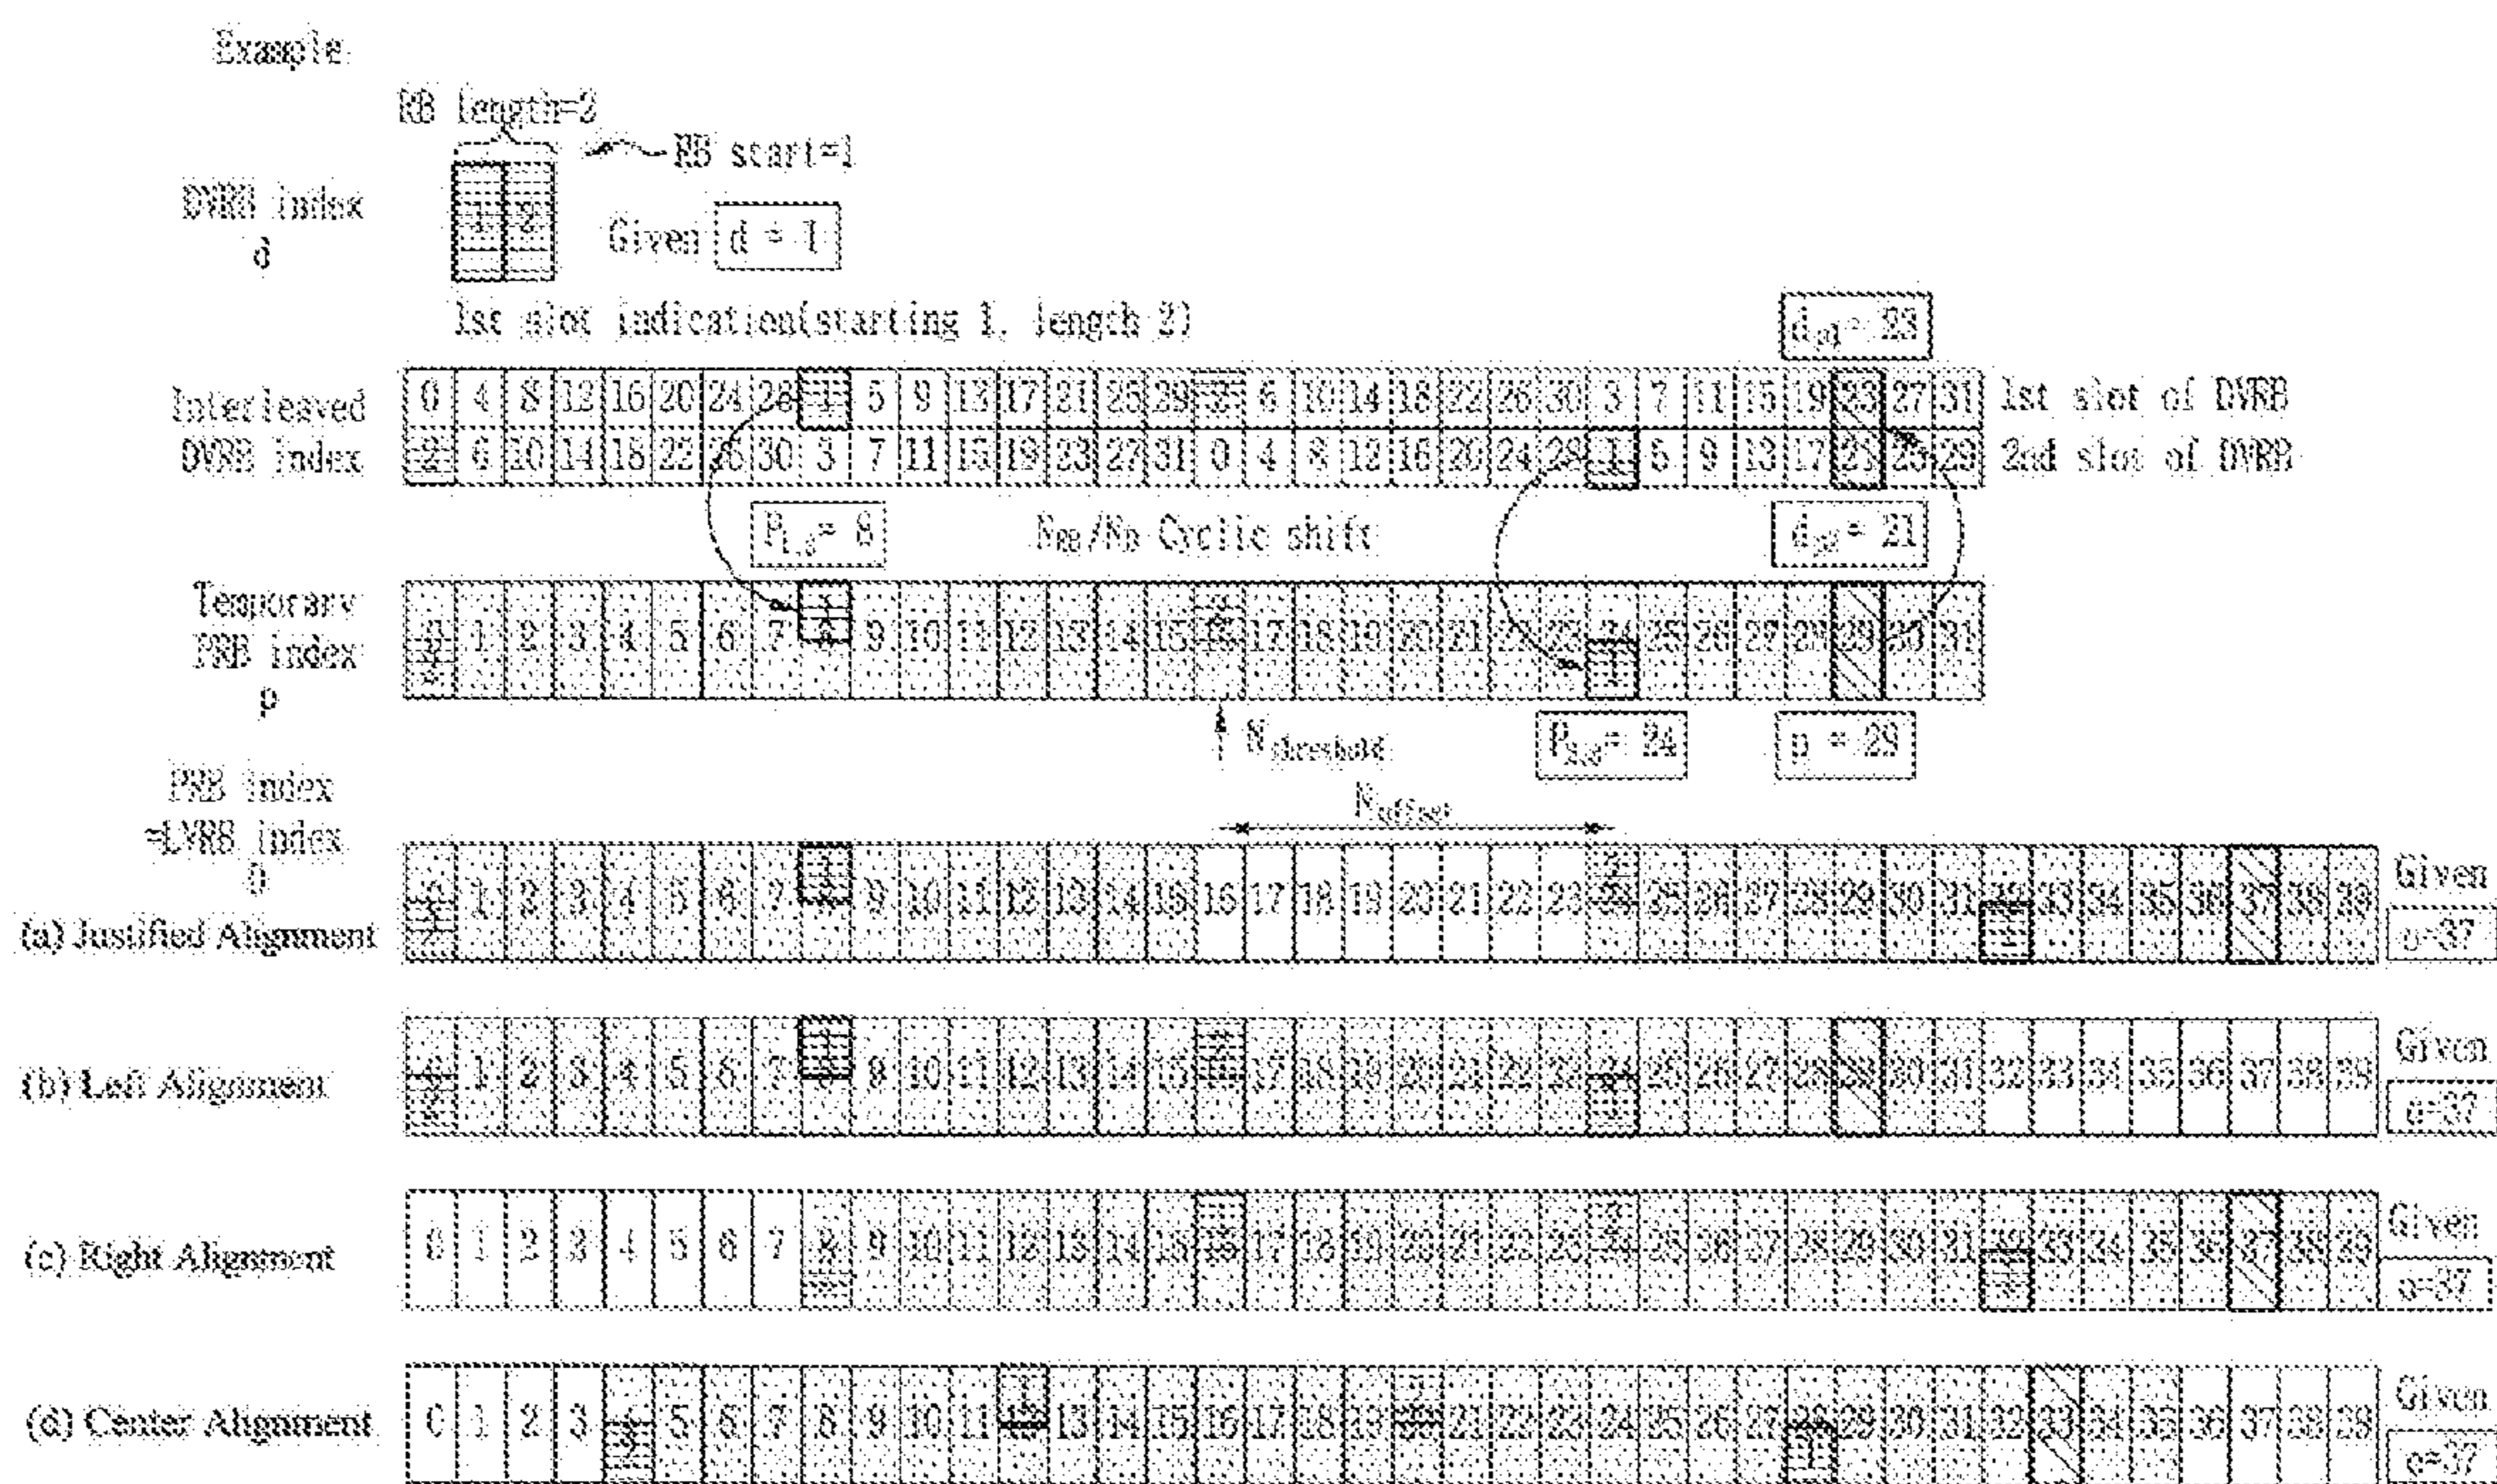 Example
RB length=2
RB start=1
DVRB index
d
1 2
Given d = 1
1st slot indication(starting 1, length 2)
d p1 = 23
Interleaved
DVRB index
0 4 8 12 16 20 24 28 1 5 9 13 17 21 25 29 2 6 10 14 18 22 26 30 3 7 11 15 19 23 27 31 1st slot of DVRB
2 6 10 14 18 22 26 30 3 7 11 15 19 23 27 31 0 4 8 12 16 20 24 28 1 5 9 13 17 21 25 29 2nd slot of DVRB
P1,d= 8
NRB/ND Cyclic shift
dp2= 21
Temporary
PRB index
p
0 1 2 3 4 5 6 7 8 9 10 11 12 13 14 15 16 17 18 19 20 21 22 23 24 25 26 27 28 29 30 31
Nthreshold
P2,d= 24
p = 29
PRB index
=LVRB index
Noffset
(a) Justified Alignment
0 1 2 3 4 5 6 7 8 9 10 11 12 13 14 15 16 17 18 19 20 21 22 23 24 25 26 27 28 29 30 31 32 33 34 35 36 37 38 39
Given
o=37
(b) Left Alignment
0 1 2 3 4 5 6 7 8 9 10 11 12 13 14 15 16 17 18 19 20 21 22 23 24 25 26 27 28 29 30 31 32 33 34 35 36 37 38 39
Given
o=37
(c) Right Alignment
0 1 2 3 4 5 6 7 8 9 10 11 12 13 14 15 16 17 18 19 20 21 22 23 24 25 26 27 28 29 30 31 32 33 34 35 36 37 38 39
Given
o=37
(d) Center Alignment
0 1 2 3 4 5 6 7 8 9 10 11 12 13 14 15 16 17 18 19 20 21 22 23 24 25 26 27 28 29 30 31 32 33 34 35 36 37 38 39
Given
o=37